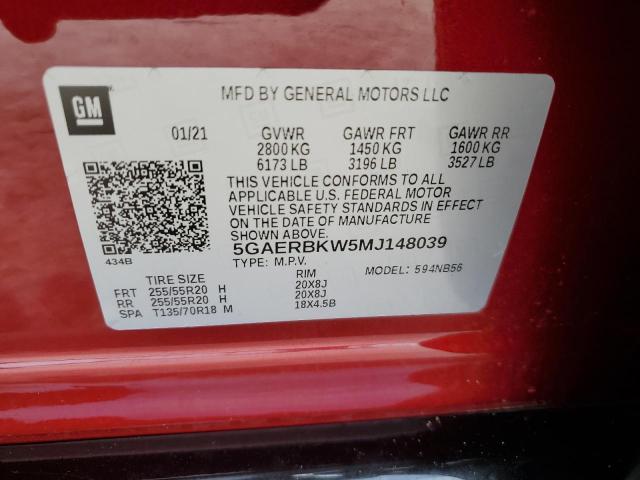 GM
MFD BY GENERAL MOTORS LLC
01/21 GVWR GAWR FRT GAWR RR
2800 KG 1450 KG 1600 KG
6173 LB 3196 LB 3527 LB
THIS VEHICLE CONFORMS TO ALL
APPLICABLE U.S. FEDERAL MOTOR
VEHICLE SAFETY STANDARDS IN EFFECT
ON THE DATE OF MANUFACTURE
SHOWN ABOVE.
5GAERBKW5MJ148039
434B
TYPE: M.P.V. MODEL: 594NB56
TIRE SIZE RIM
FRT 255/55R20 H 20X8J
RR 255/55R20 H 20X8J
SPA T135/70R18 M 18X4.5B